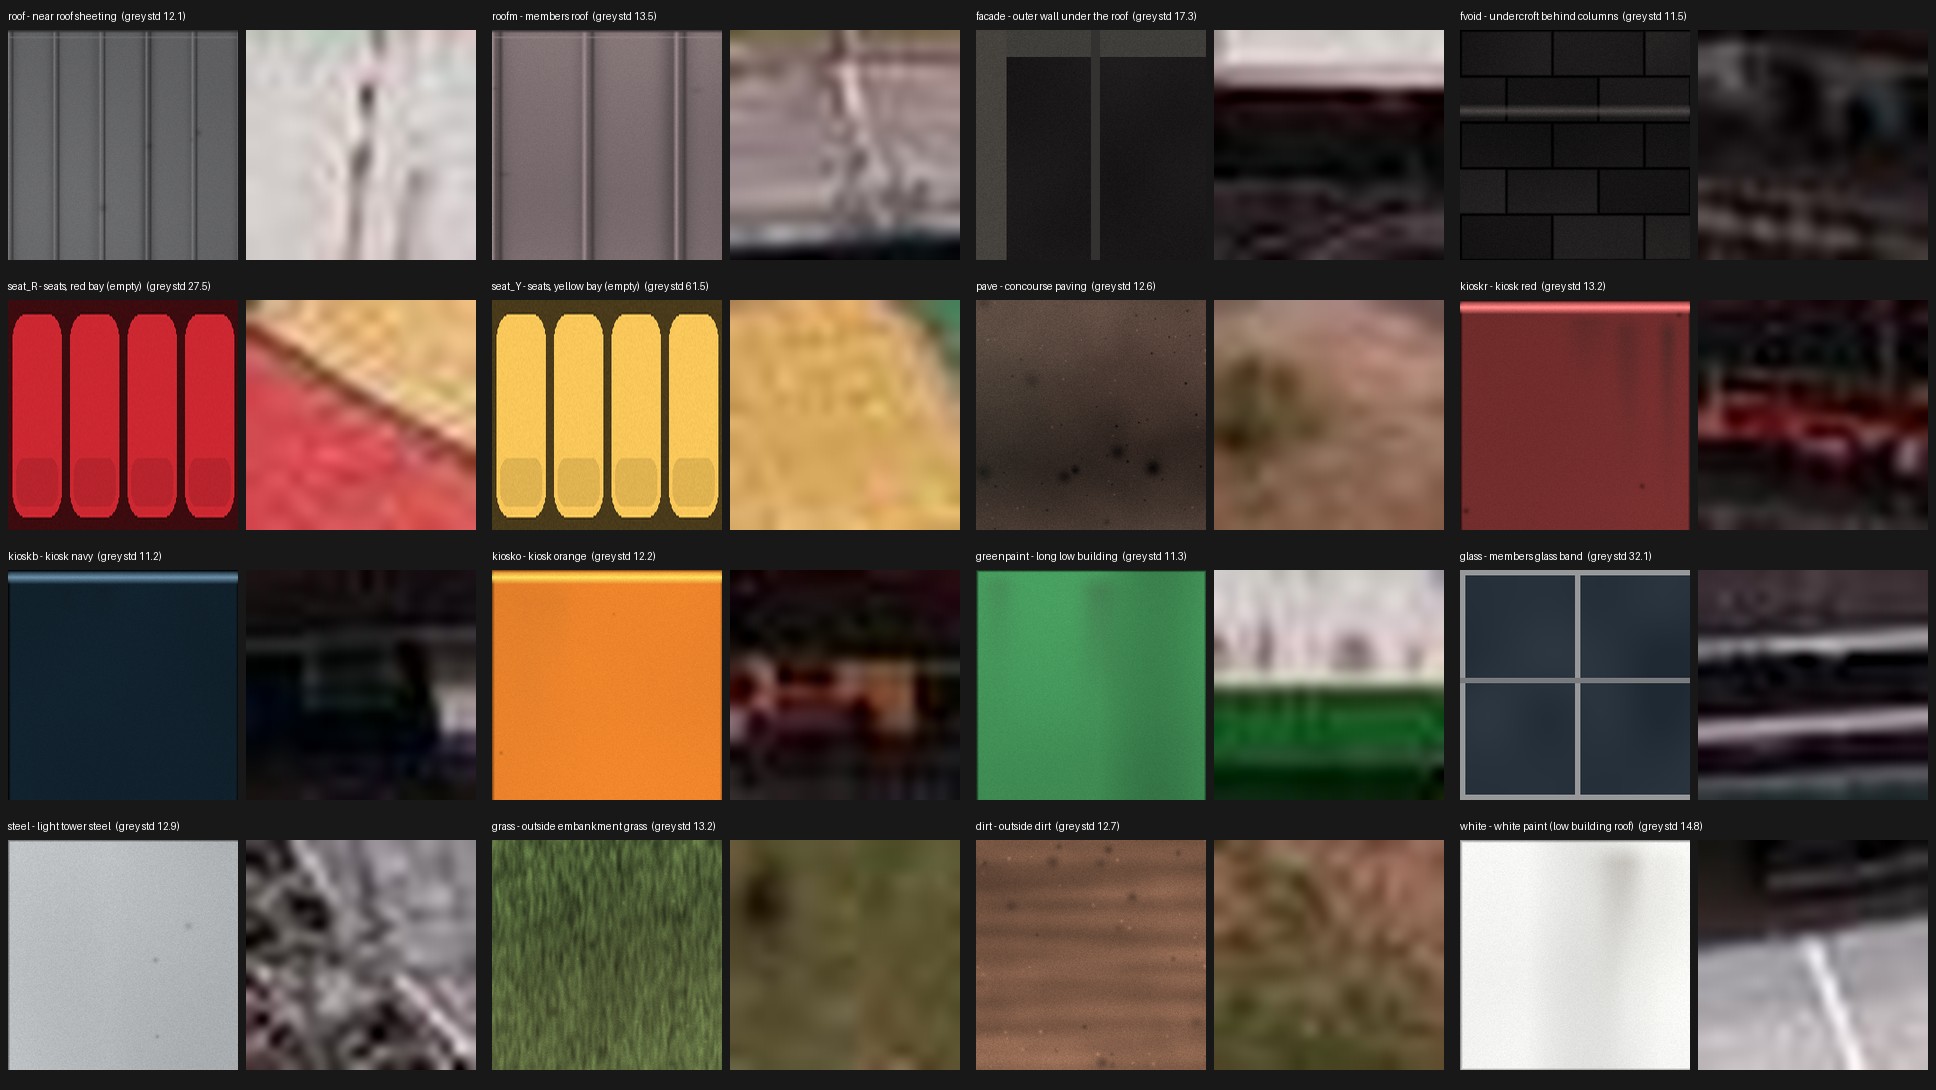 roof - near roof sheeting (grey std 12.1)
roofm - members roof (grey std 13.5)
facade - outer wall under the roof (grey std 17.3)
fvoid - undercroft behind columns (grey std 11.5)
seat_R - seats, red bay (empty) (grey std 27.5)
seat_Y - seats, yellow bay (empty) (grey std 61.5)
pave - concourse paving (grey std 12.6)
kioskr - kiosk red (grey std 13.2)
kioskb - kiosk navy (grey std 11.2)
kiosko - kiosk orange (grey std 12.2)
greenpaint - long low building (grey std 11.3)
glass - members glass band (grey std 32.1)
steel - light tower steel (grey std 12.9)
grass - outside embankment grass (grey std 13.2)
dirt - outside dirt (grey std 12.7)
white - white paint (low building roof) (grey std 14.8)